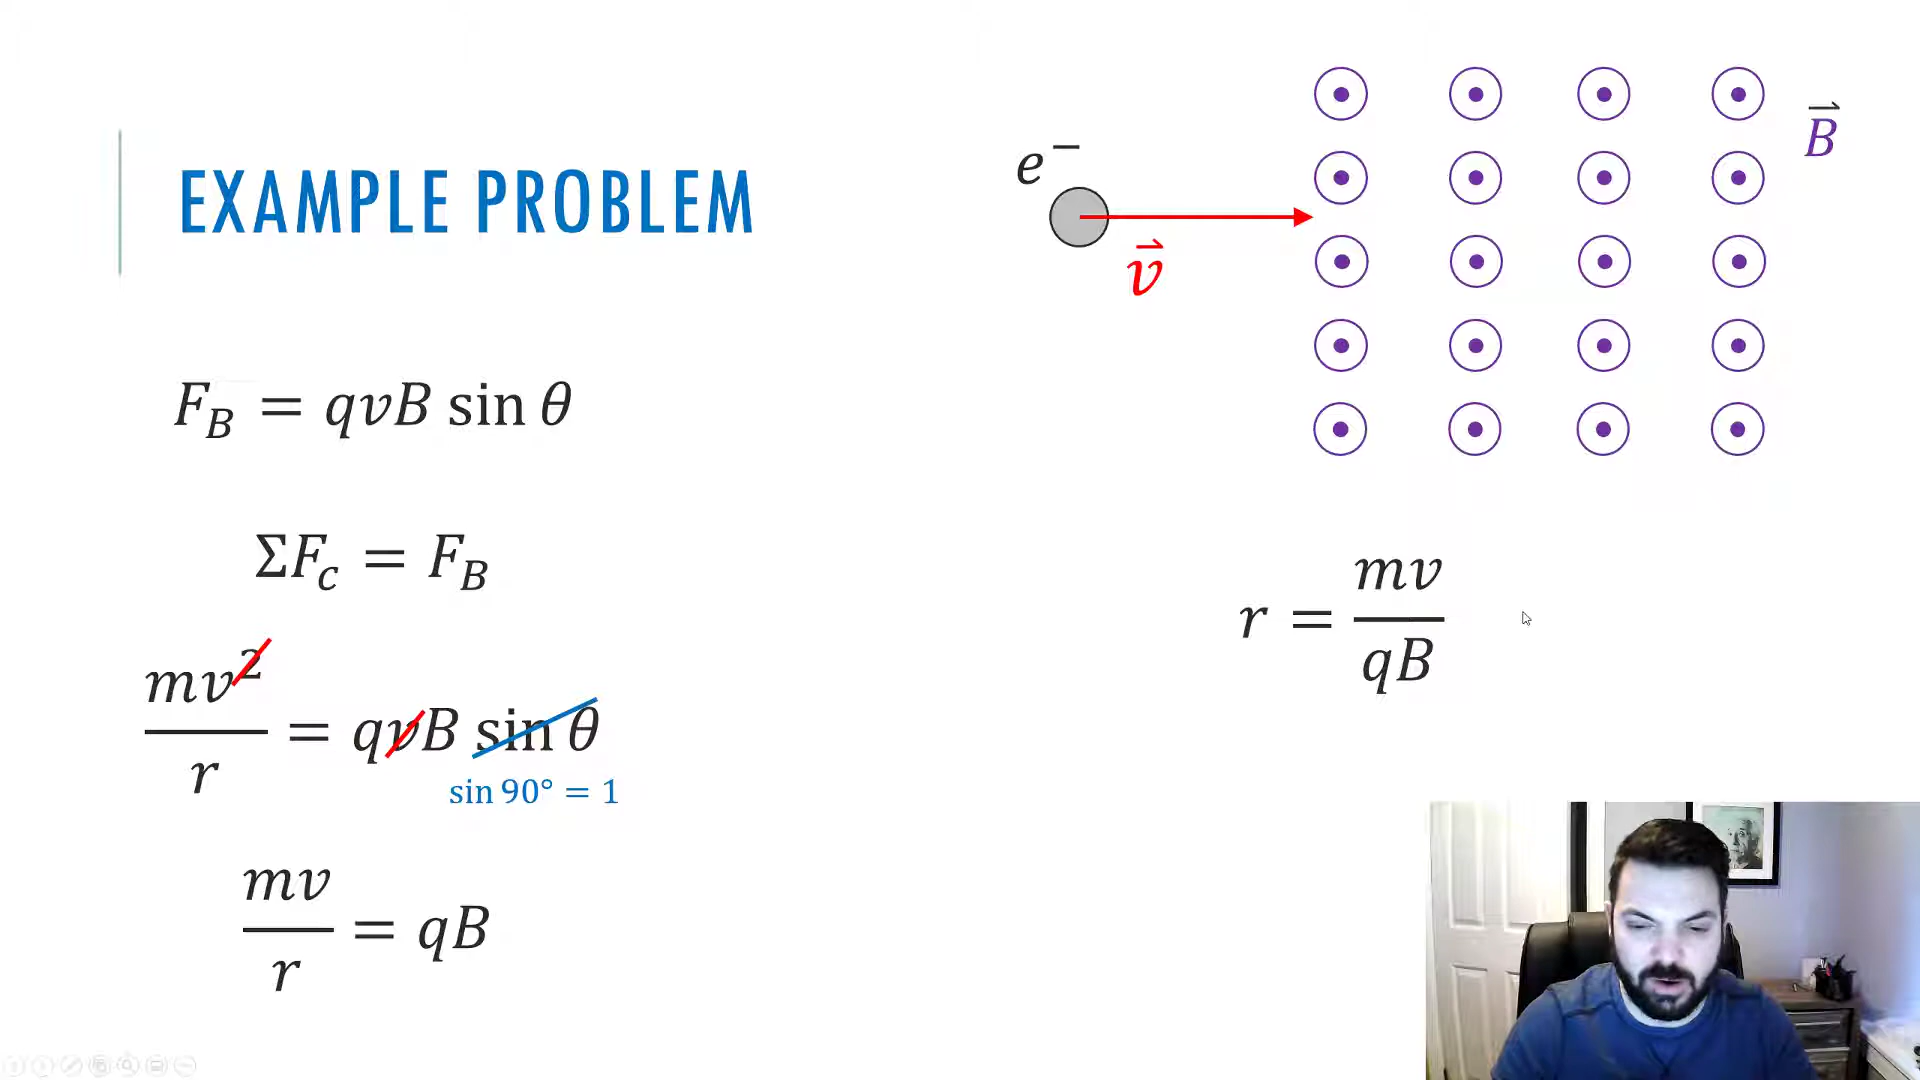 EXAMPLE PROBLEM
F_B = qvB sin θ
ΣF_c = F_B
mv²/r = qvB sin θ
sin 90° = 1
mv/r = qB
e⁻
v⃗
B⃗
r = mv/qB